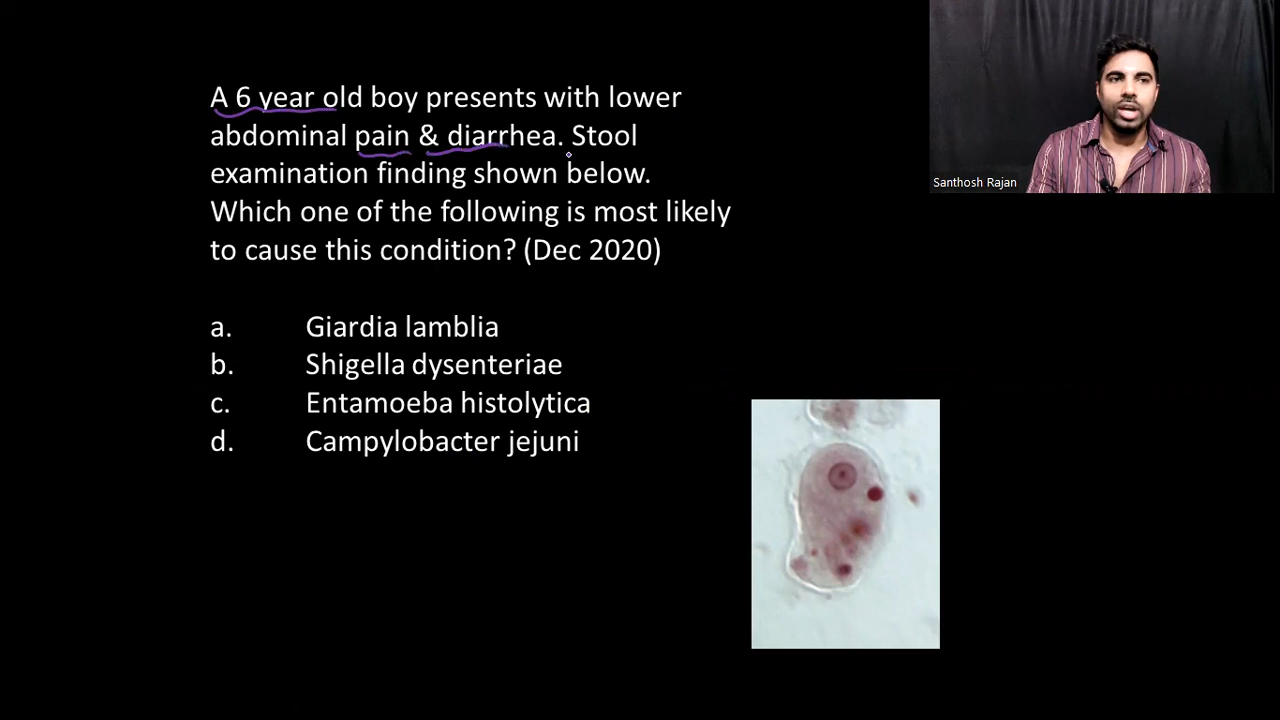 A 6 year old boy presents with lower
abdominal pain & diarrhea. Stool
examination finding shown below.
Which one of the following is most likely
to cause this condition? (Dec 2020)
a. Giardia lamblia
b. Shigella dysenteriae
c. Entamoeba histolytica
d. Campylobacter jejuni
Santhosh Rajan